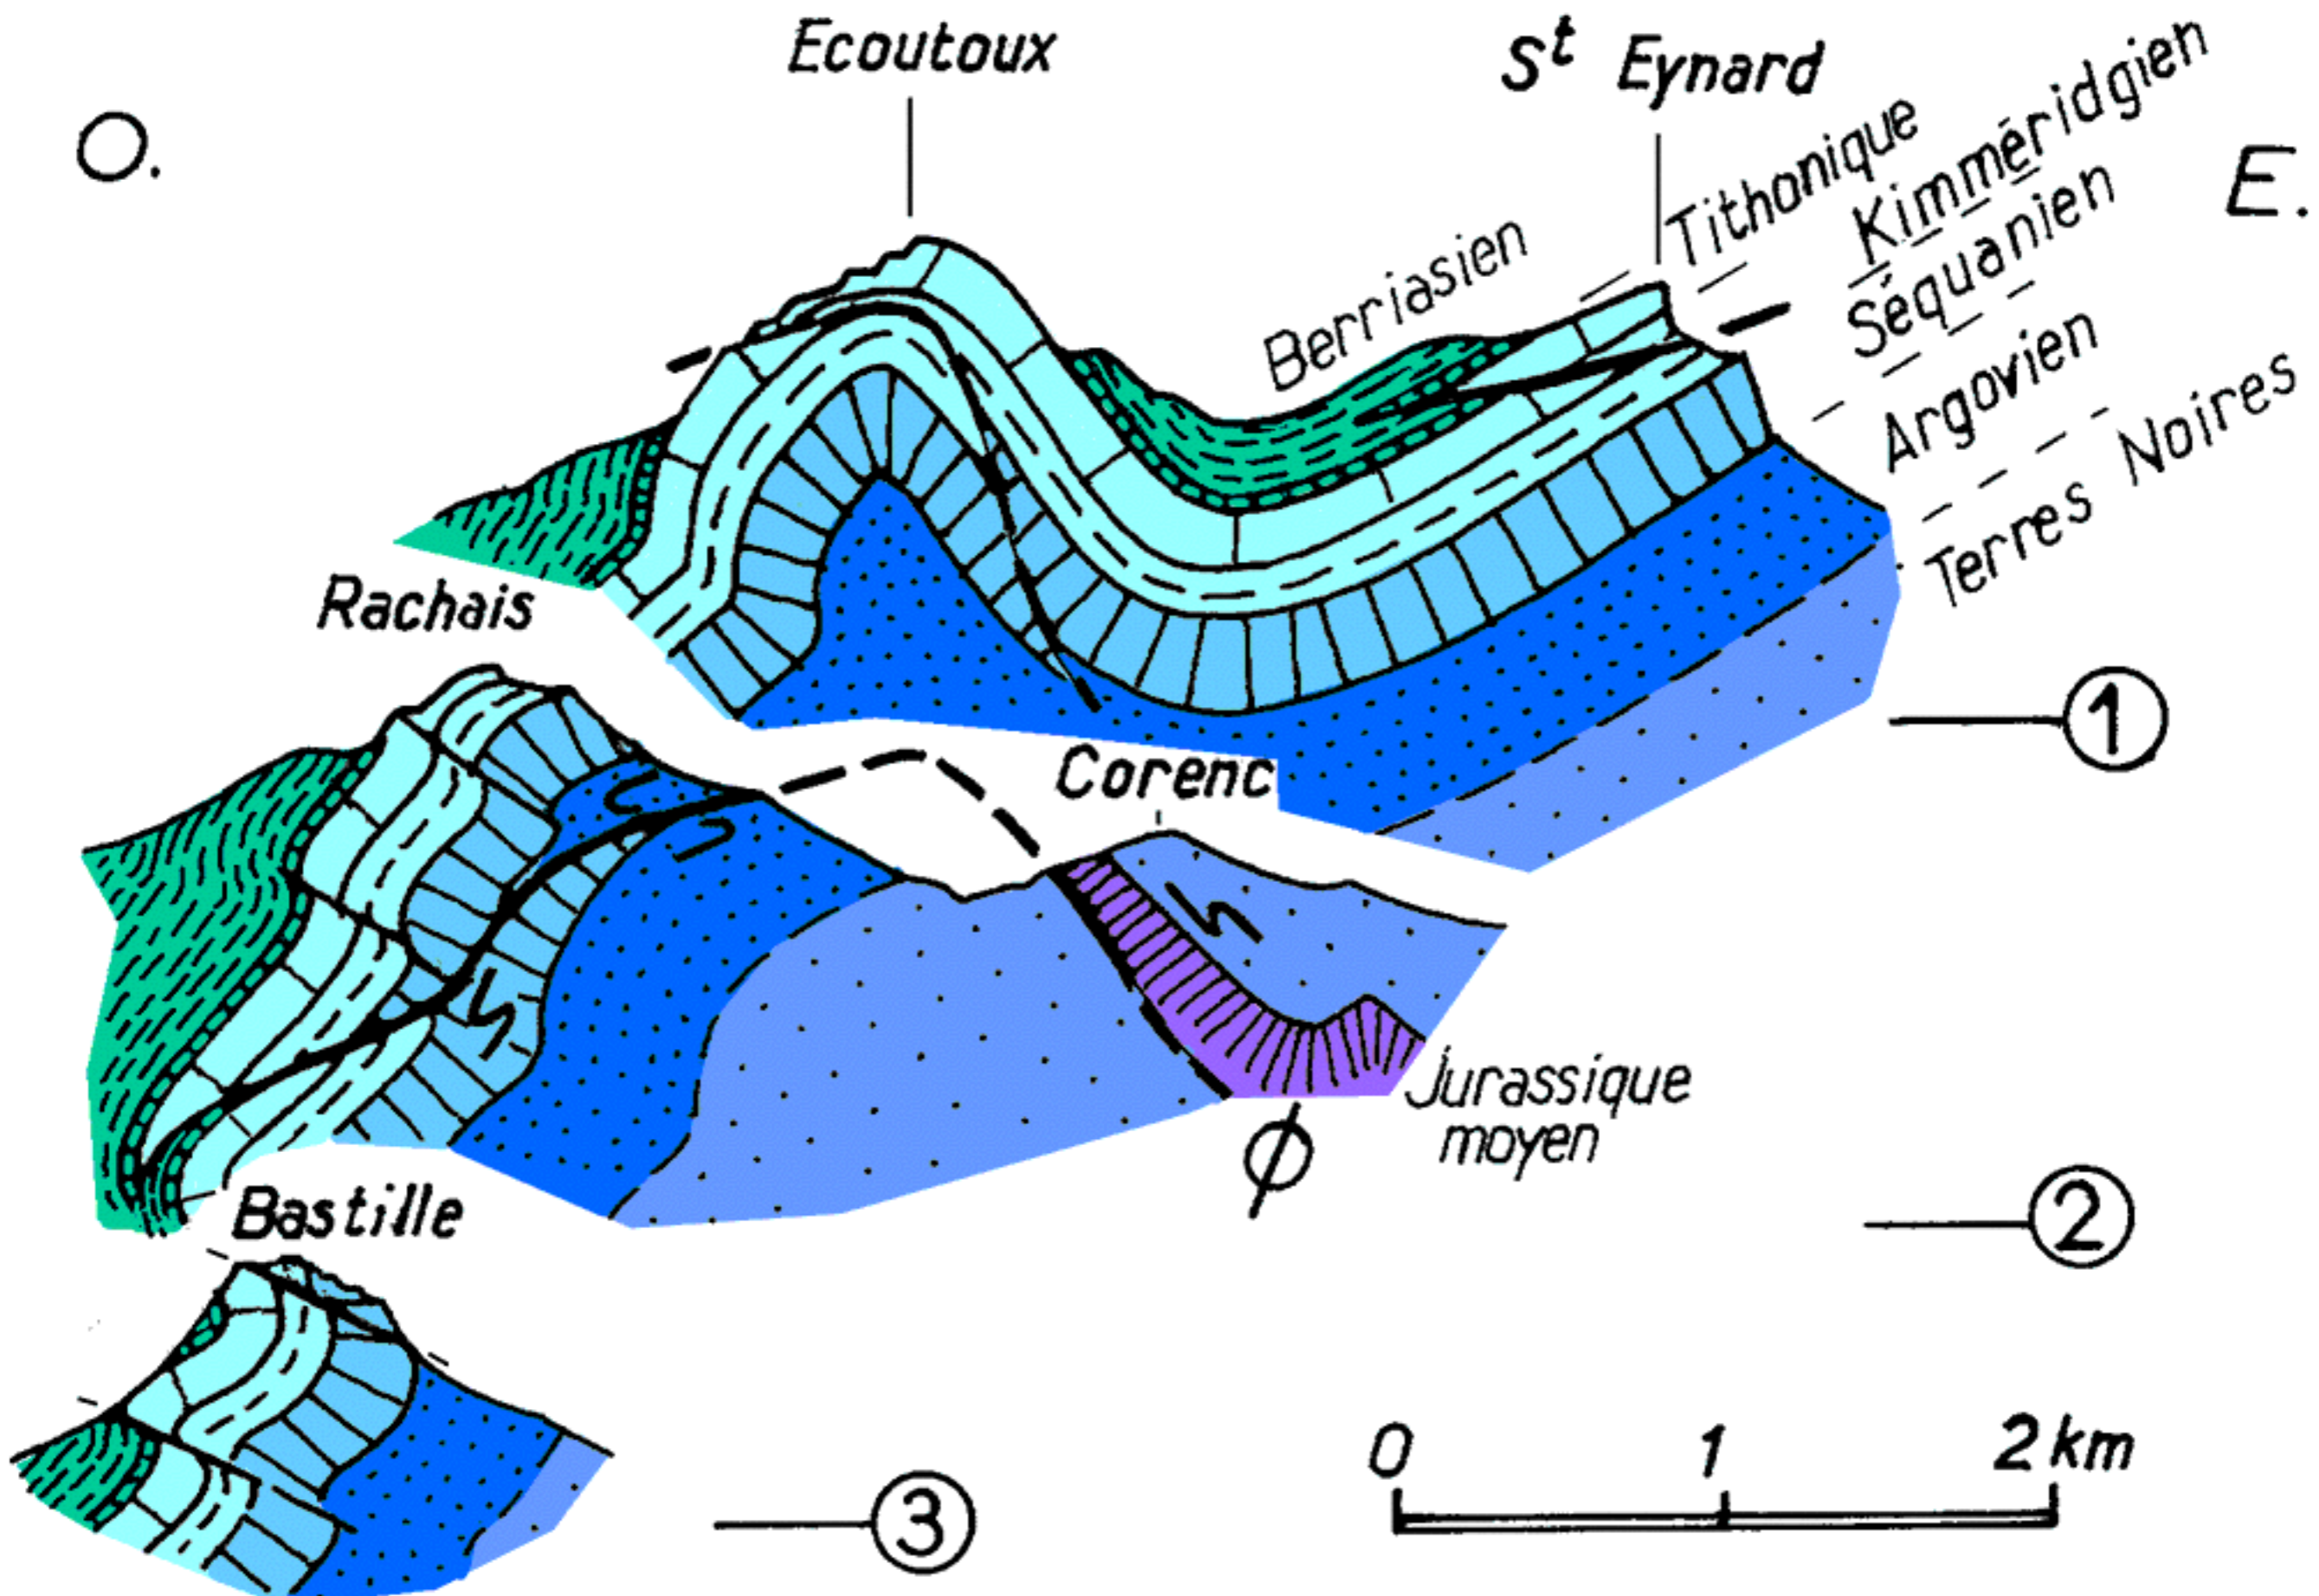 Ecoutoux
St Eynard
O.
E.
Berriasien
Tithonique
Kimméridgien
Séquanien
Argovien
Terres Noires
Rachais
1
Corenc
Jurassique
moyen
ϕ
2
Bastille
3
0 1 2 km